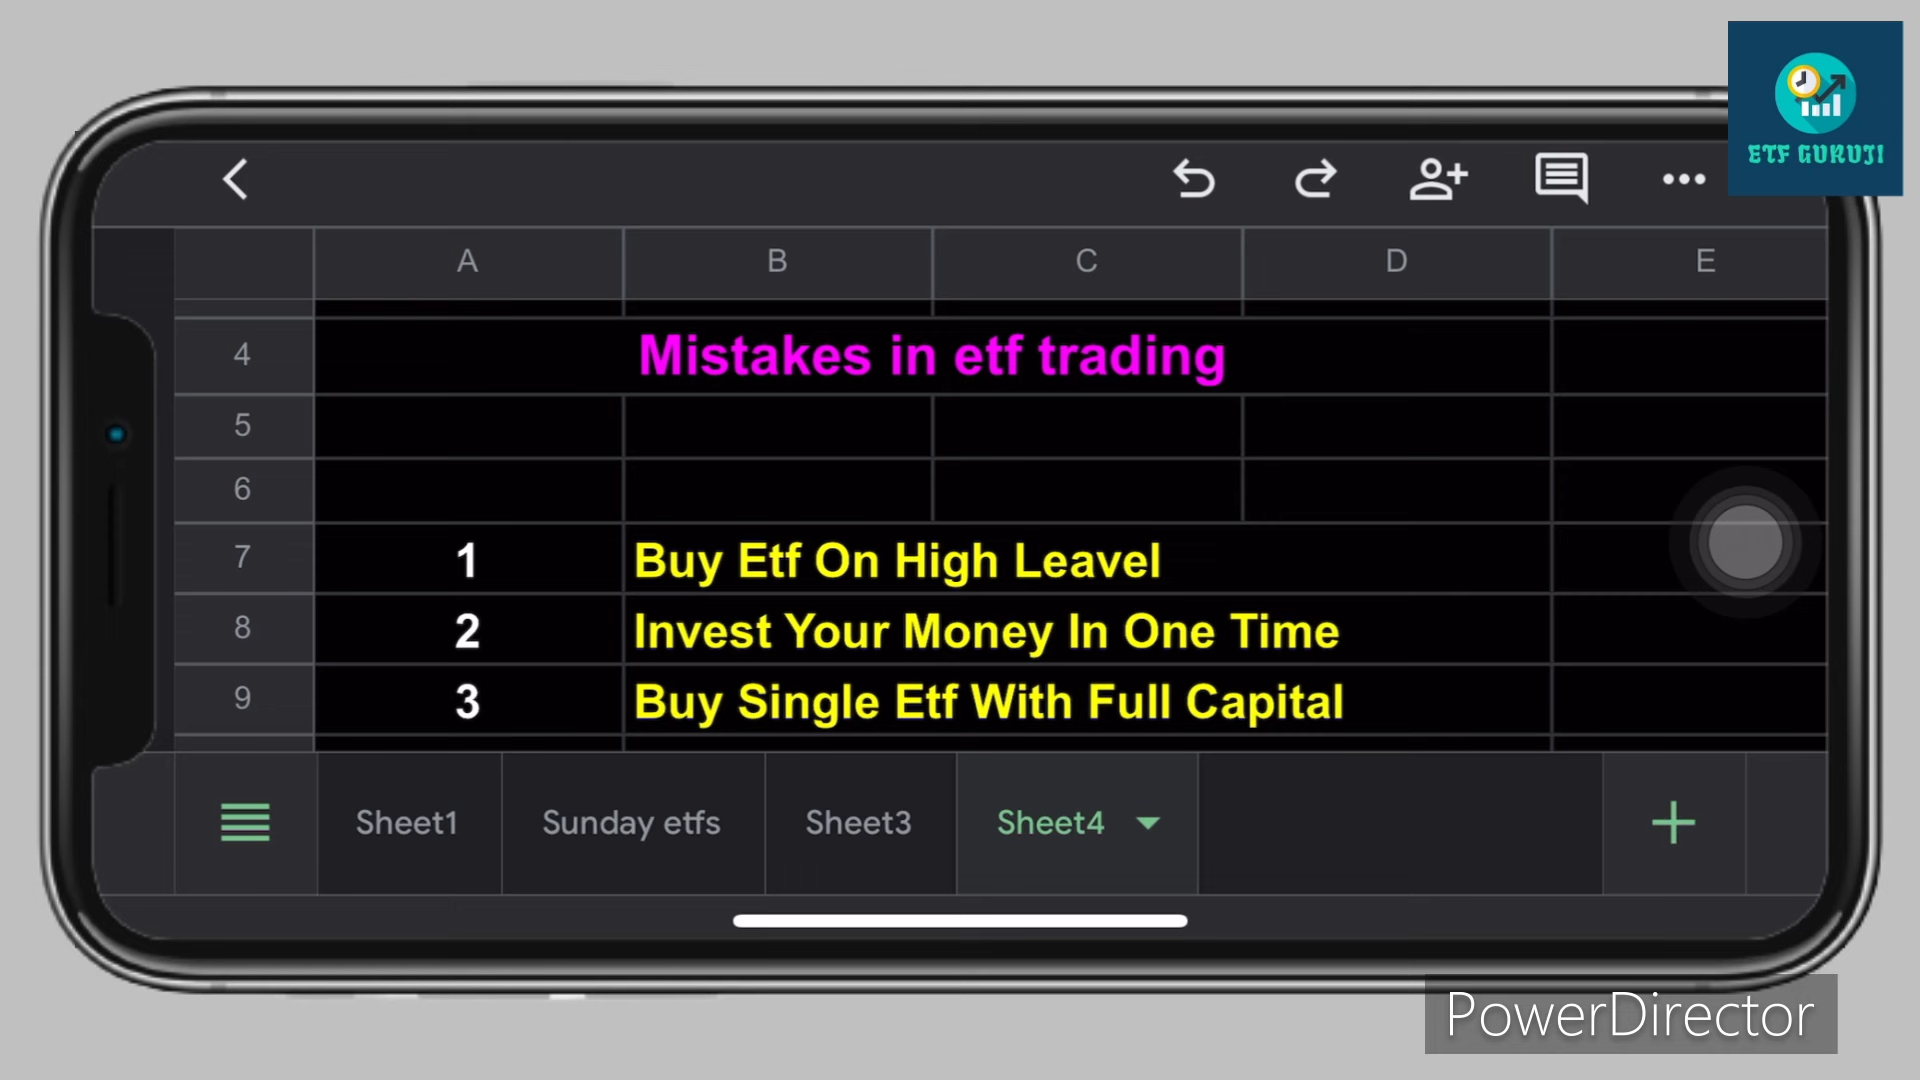 ETF GURUJI
A B C D E
4 Mistakes in etf trading
5
6
7 1 Buy Etf On High Leavel
8 2 Invest Your Money In One Time
9 3 Buy Single Etf With Full Capital
Sheet1 Sunday etfs Sheet3 Sheet4
PowerDirector